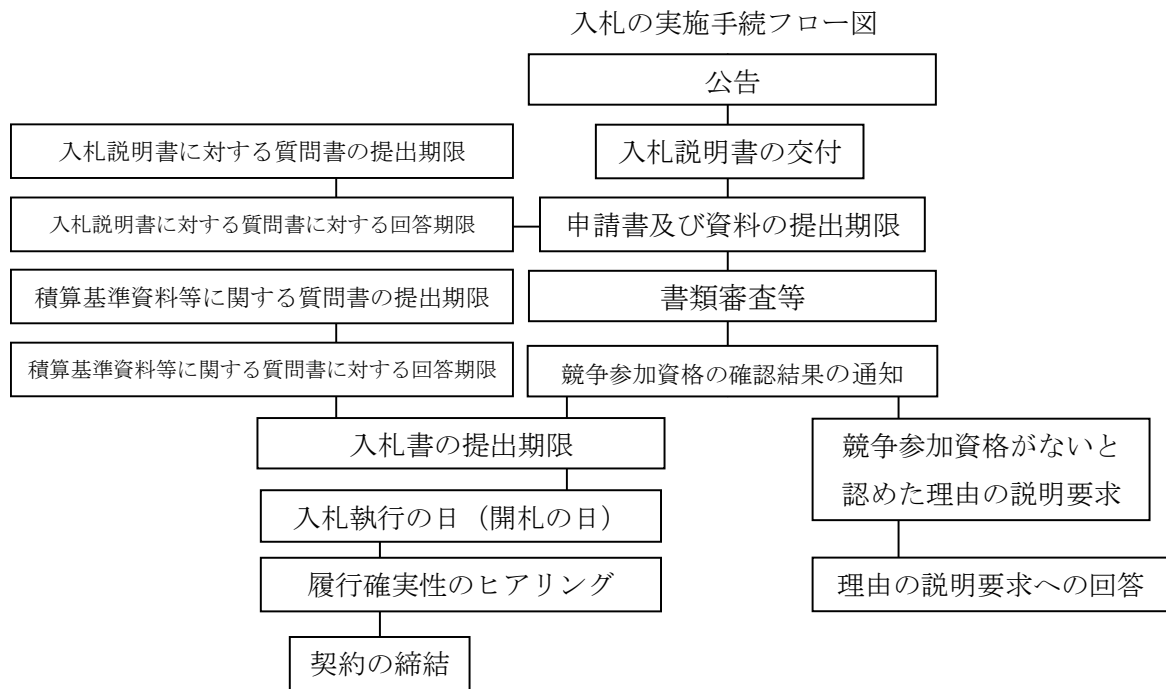 入札の実施手続フロー図
公告
入札説明書に対する質問書の提出期限
入札説明書の交付
入札説明書に対する質問書に対する回答期限
申請書及び資料の提出期限
積算基準資料等に関する質問書の提出期限
書類審査等
積算基準資料等に関する質問書に対する回答期限
競争参加資格の確認結果の通知
入札書の提出期限
競争参加資格がないと
認めた理由の説明要求
入札執行の日（開札の日）
履行確実性のヒアリング
理由の説明要求への回答
契約の締結